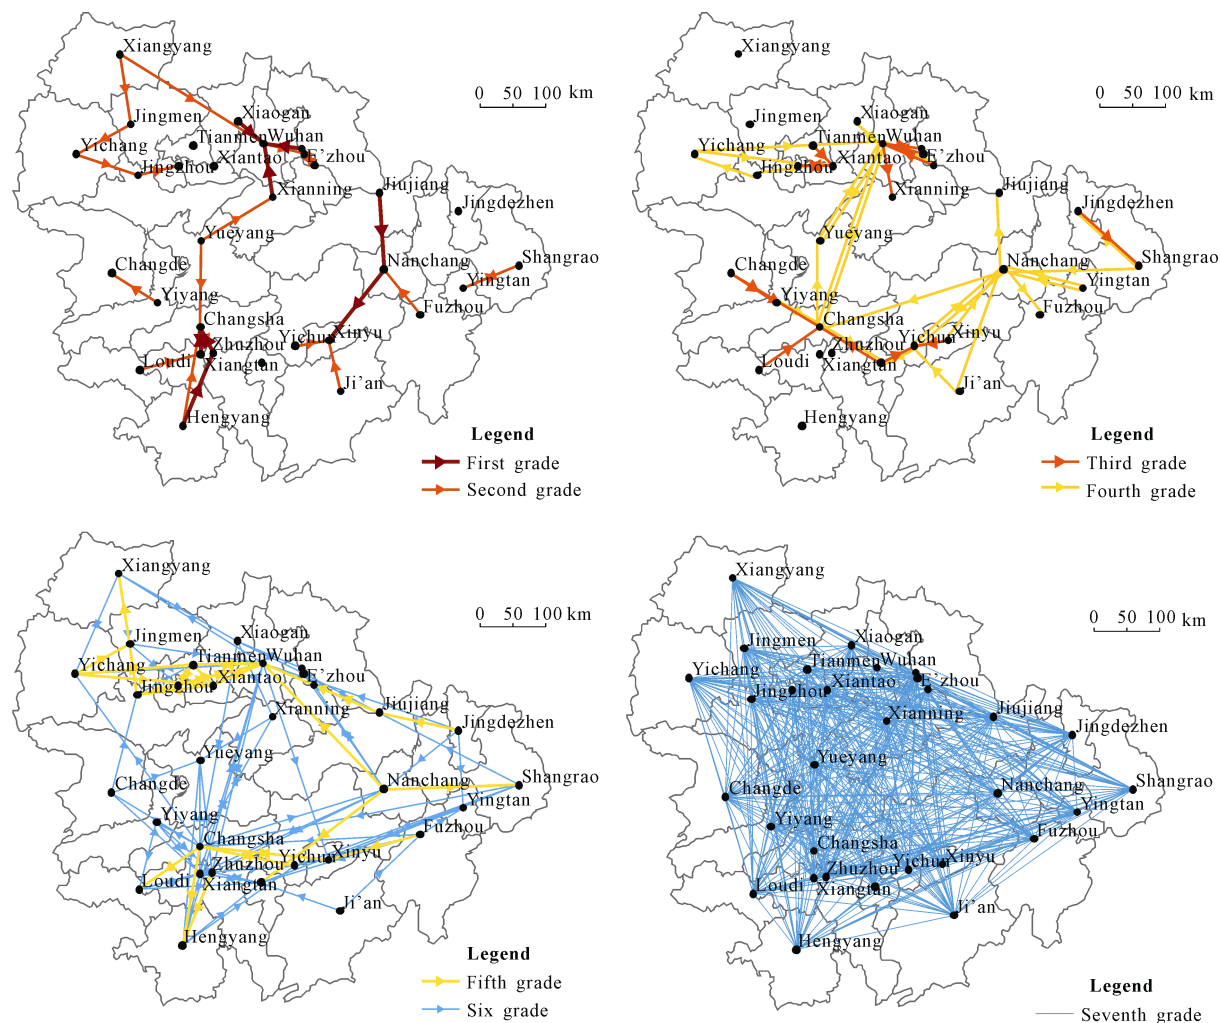 Xiangyang
0 50 100 km
Xiaogan
Jingmen
Tianmen Wuhan
Yichang
Xiantao E'zhou
Jingzhou
Xianning
Jiujiang
Jingdezhen
Yueyang
Changde
Nanchang
Shangrao
Yingtan
Yiyang
Fuzhou
Changsha
Zhuzhou Yichun Xinyu
Loudi
Xiangtan
Ji'an
Hengyang
Legend
First grade
Second grade
Xiangyang
0 50 100 km
Xiaogan
Jingmen
Tianmen Wuhan
Yichang
Xiantao E'zhou
Jingzhou
Xianning
Jiujiang
Jingdezhen
Yueyang
Changde
Nanchang
Shangrao
Yingtan
Yiyang
Fuzhou
Changsha
Zhuzhou Yichun Xinyu
Loudi
Xiangtan
Ji'an
Hengyang
Legend
Third grade
Fourth grade
Xiangyang
0 50 100 km
Xiaogan
Jingmen
Tianmen Wuhan
Yichang
Xiantao E'zhou
Jingzhou
Xianning
Jiujiang
Jingdezhen
Yueyang
Changde
Nanchang
Shangrao
Yingtan
Yiyang
Fuzhou
Changsha
Zhuzhou Yichun Xinyu
Loudi
Xiangtan
Ji'an
Hengyang
Legend
Fifth grade
Six grade
Xiangyang
0 50 100 km
Xiaogan
Jingmen
Tianmen Wuhan
Yichang
Xiantao E'zhou
Jingzhou
Xianning
Jiujiang
Jingdezhen
Yueyang
Changde
Nanchang
Shangrao
Yingtan
Yiyang
Fuzhou
Changsha
Zhuzhou Yichun Xinyu
Loudi
Xiangtan
Ji'an
Hengyang
Legend
Seventh grade